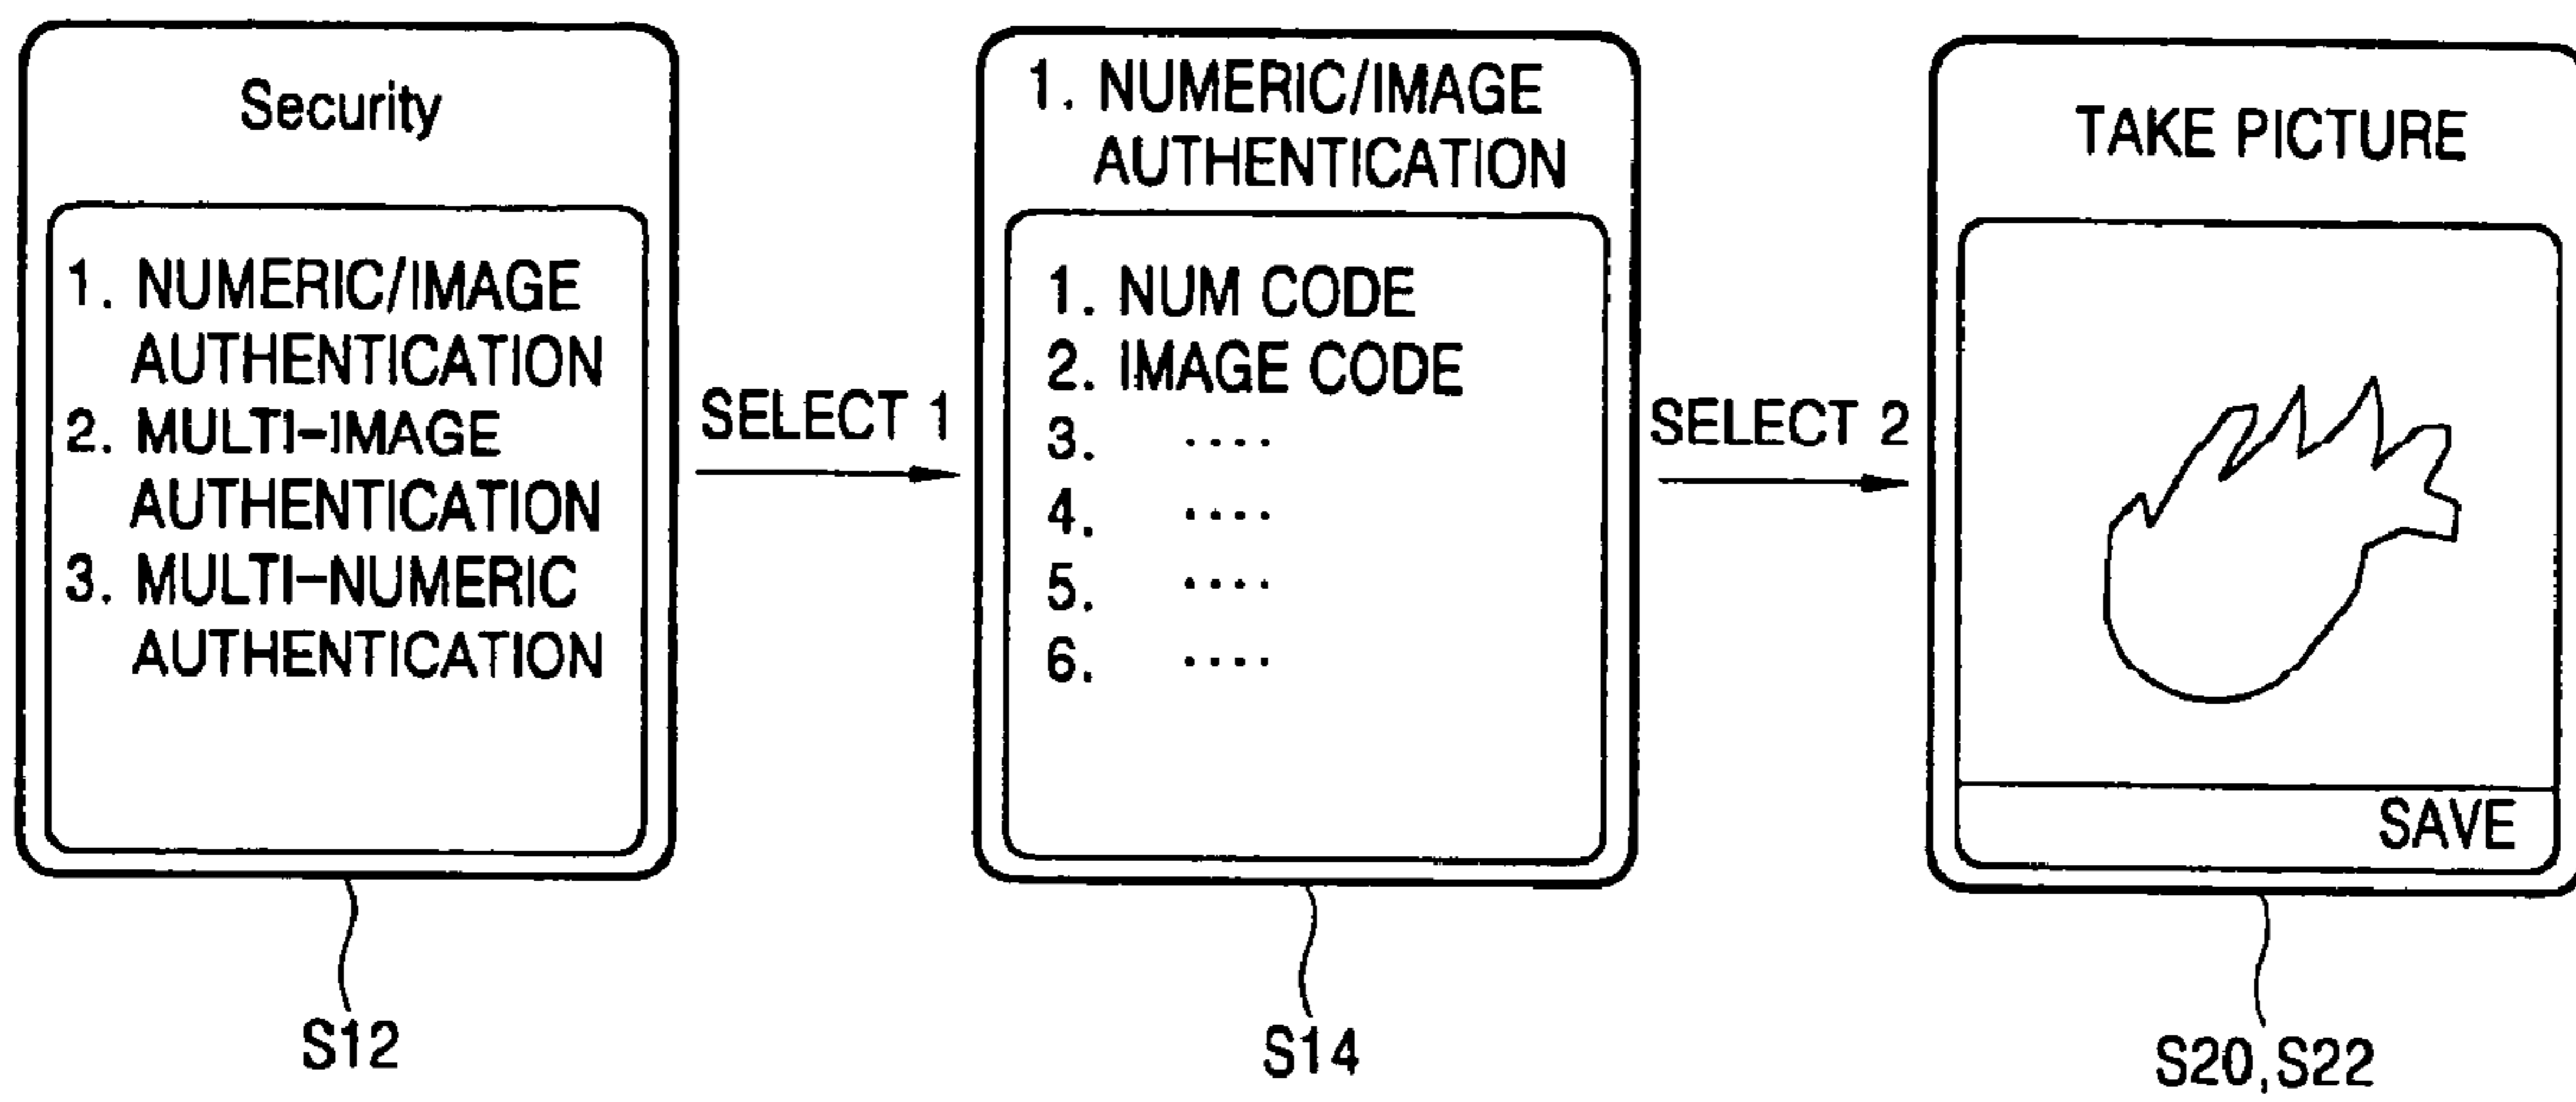 Security
1. NUMERIC/IMAGE
AUTHENTICATION
2. MULTI-IMAGE
AUTHENTICATION
3. MULTI-NUMERIC
AUTHENTICATION
S12
SELECT 1
1. NUMERIC/IMAGE
AUTHENTICATION
1. NUM CODE
2. IMAGE CODE
3. ....
4. ....
5. ....
6. ....
S14
SELECT 2
TAKE PICTURE
SAVE
S20,S22